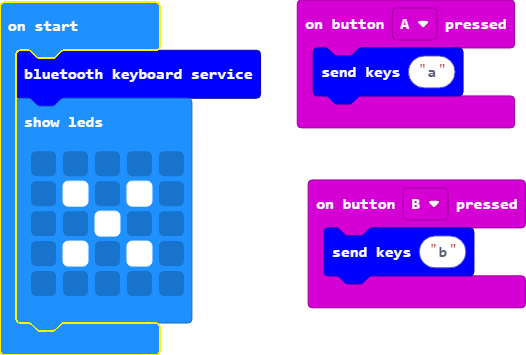 on start
bluetooth keyboard service
show leds
on button A pressed
send keys "a"
on button B pressed
send keys "b"